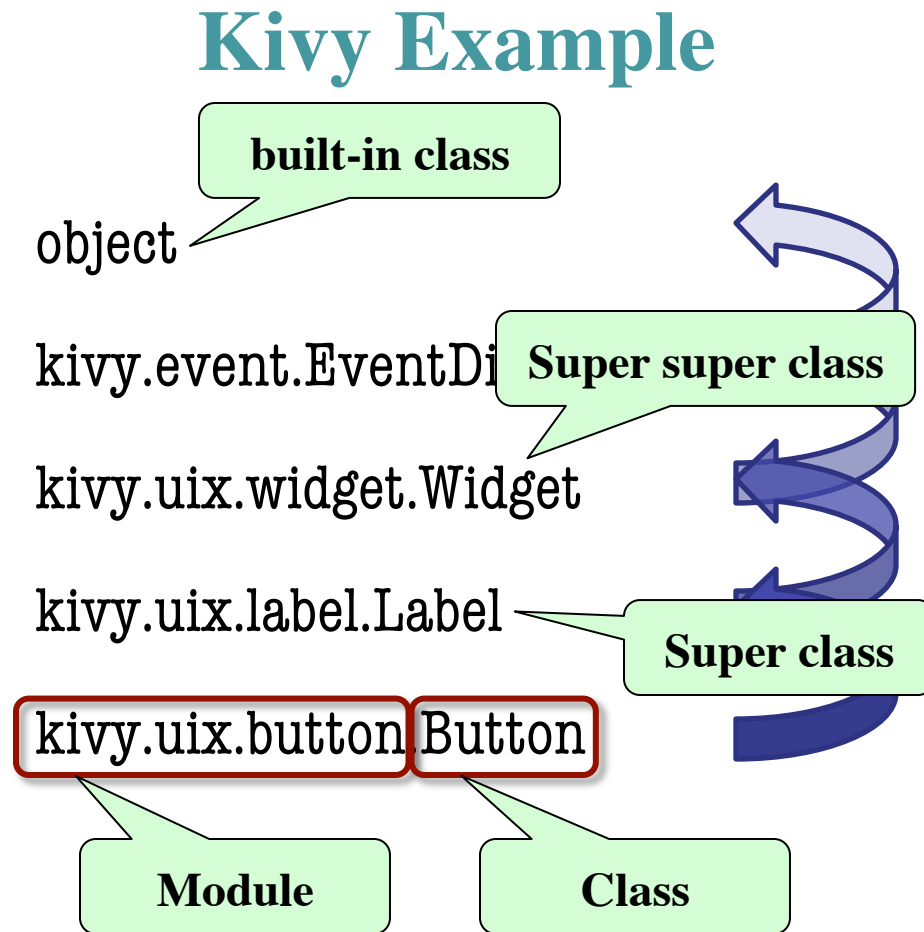 Kivy Example
built-in class
object
kivy.event.EventDi
Super super class
kivy.uix.widget.Widget
kivy.uix.label.Label
Super class
kivy.uix.button.Button
Module
Class